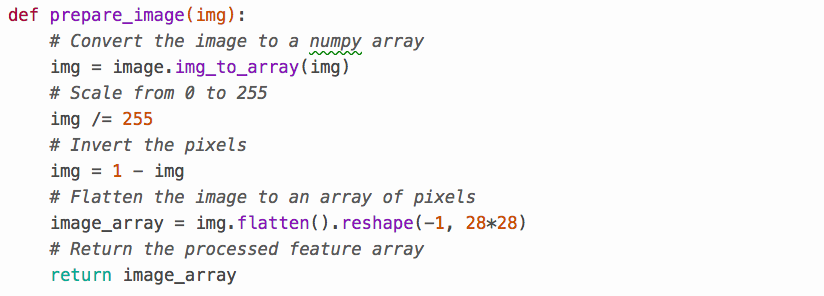 def prepare_image(img):
    # Convert the image to a numpy array
    img = image.img_to_array(img)
    # Scale from 0 to 255
    img /= 255
    # Invert the pixels
    img = 1 - img
    # Flatten the image to an array of pixels
    image_array = img.flatten().reshape(-1, 28*28)
    # Return the processed feature array
    return image_array